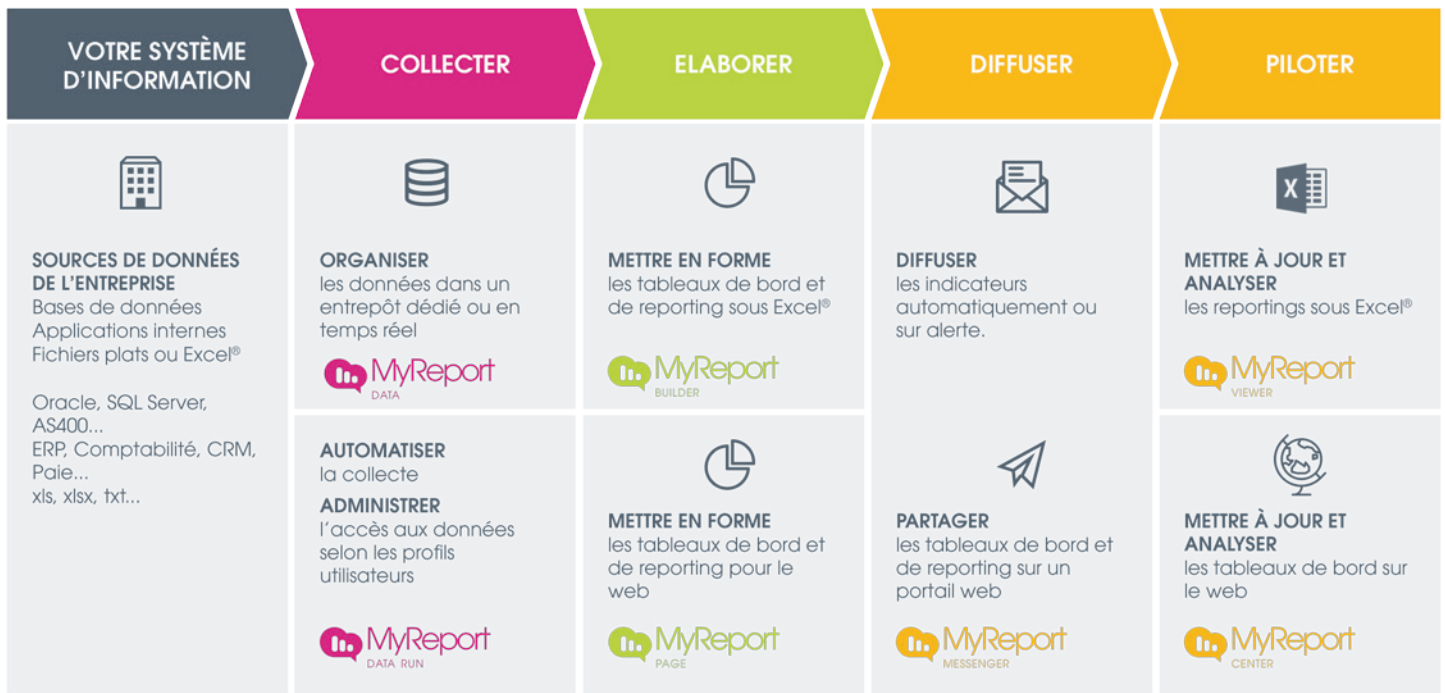 VOTRE SYSTÈME
D'INFORMATION
COLLECTER
ELABORER
DIFFUSER
PILOTER
SOURCES DE DONNÉES
DE L'ENTREPRISE
Bases de données
Applications internes
Fichiers plats ou Excel®
Oracle, SQL Server,
AS400...
ERP, Comptabilité, CRM,
Paie...
xls, xlsx, txt...
ORGANISER
les données dans un
entrepôt dédié ou en
temps réel
MyReport
DATA
AUTOMATISER
la collecte
ADMINISTRER
l'accès aux données
selon les profils
utilisateurs
MyReport
DATA RUN
METTRE EN FORME
les tableaux de bord et
de reporting sous Excel®
MyReport
BUILDER
METTRE EN FORME
les tableaux de bord et
de reporting pour le
web
MyReport
PAGE
DIFFUSER
les indicateurs
automatiquement ou
sur alerte.
PARTAGER
les tableaux de bord et
de reporting sur un
portail web
MyReport
MESSENGER
X
METTRE À JOUR ET
ANALYSER
les reportings sous Excel®
MyReport
VIEWER
METTRE À JOUR ET
ANALYSER
les tableaux de bord sur
le web
MyReport
CENTER